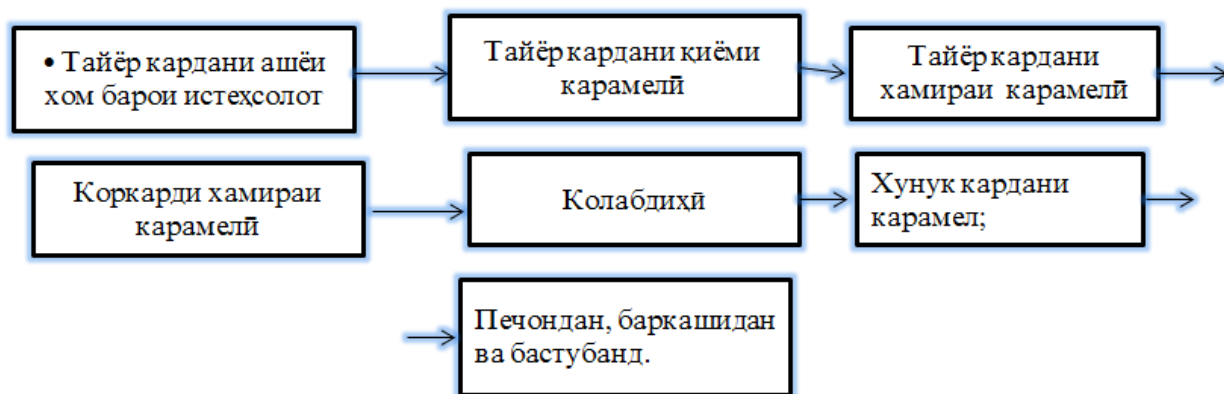 • Тайёр кардани ашёи
хом барои истеҳсолот
Тайёр кардани қиёми
карамелӣ
Тайёр кардани
хамираи карамелӣ
Коркарди хамираи
карамелӣ
Колабдиҳӣ
Хунук кардани
карамел;
Печондан, баркашидан
ва бастубанд.